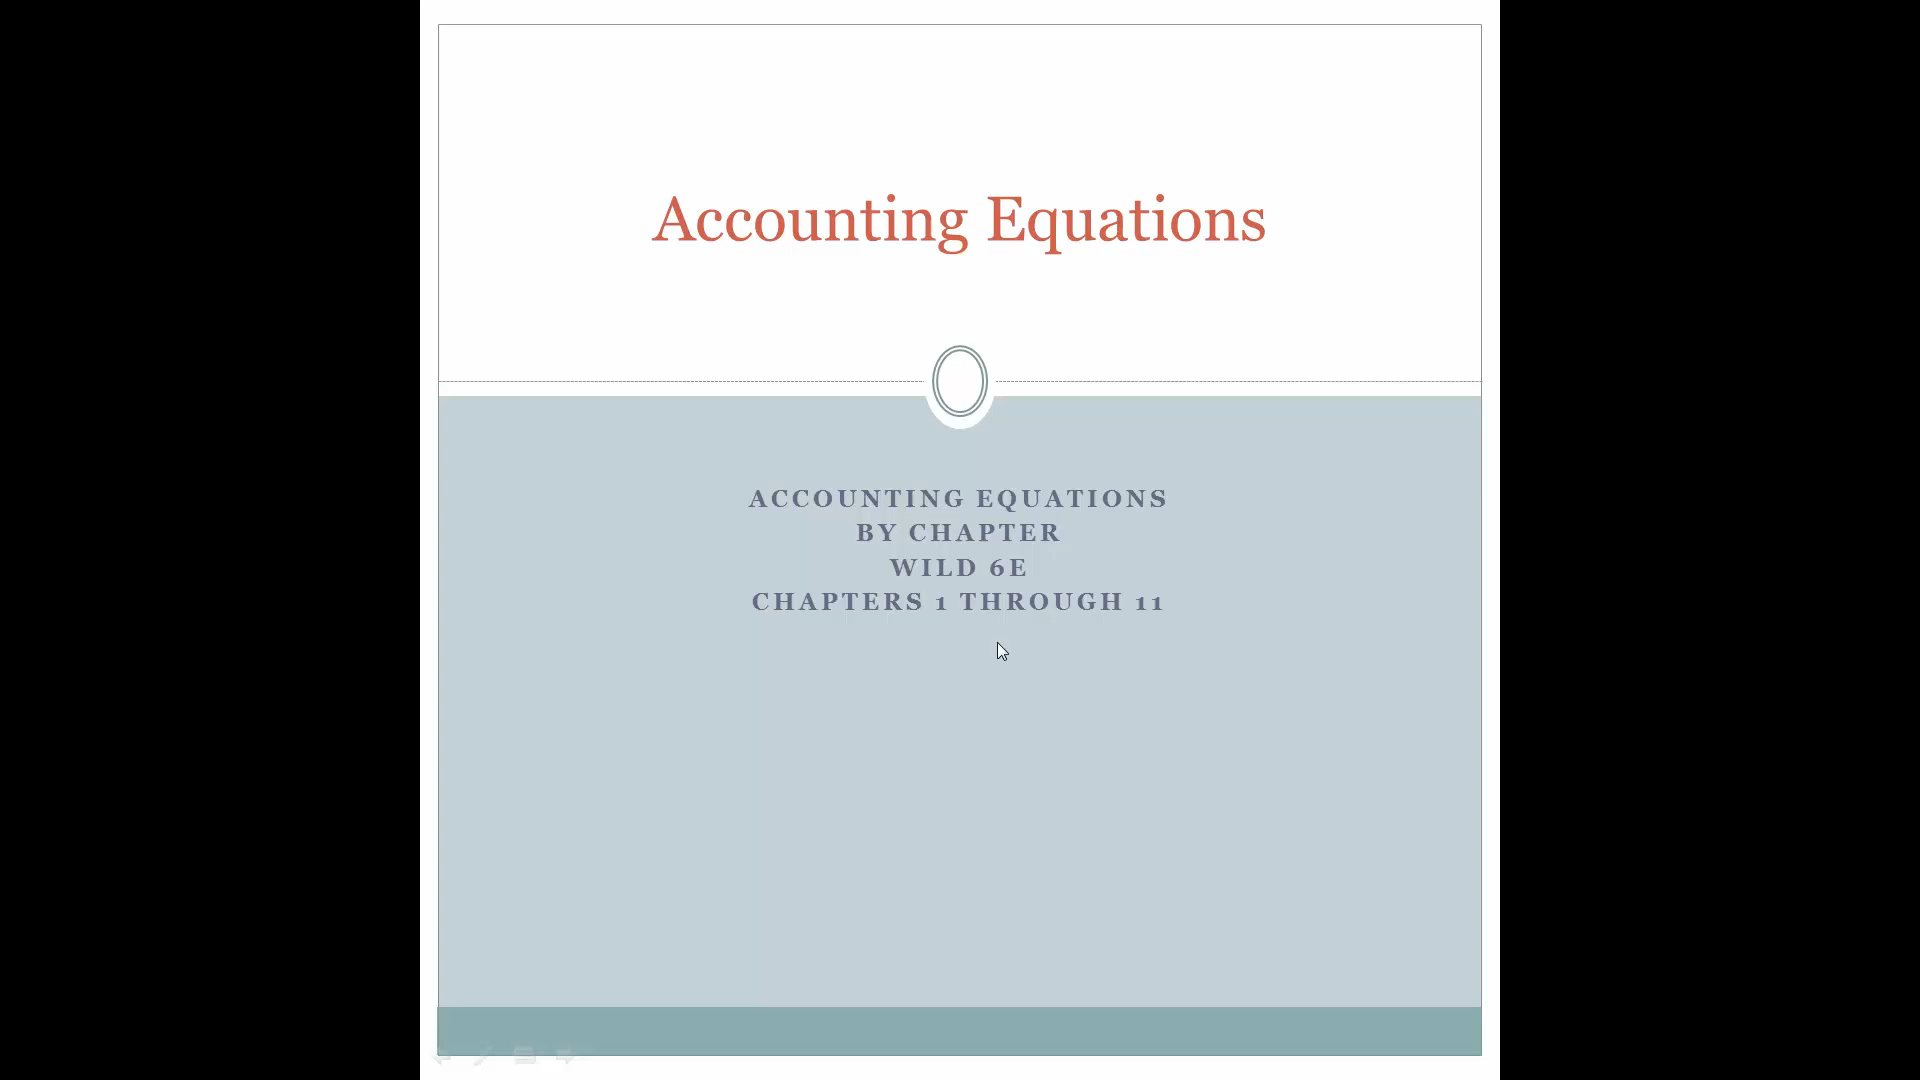 Accounting Equations
ACCOUNTING EQUATIONS
BY CHAPTER
WILD 6E
CHAPTERS 1 THROUGH 11